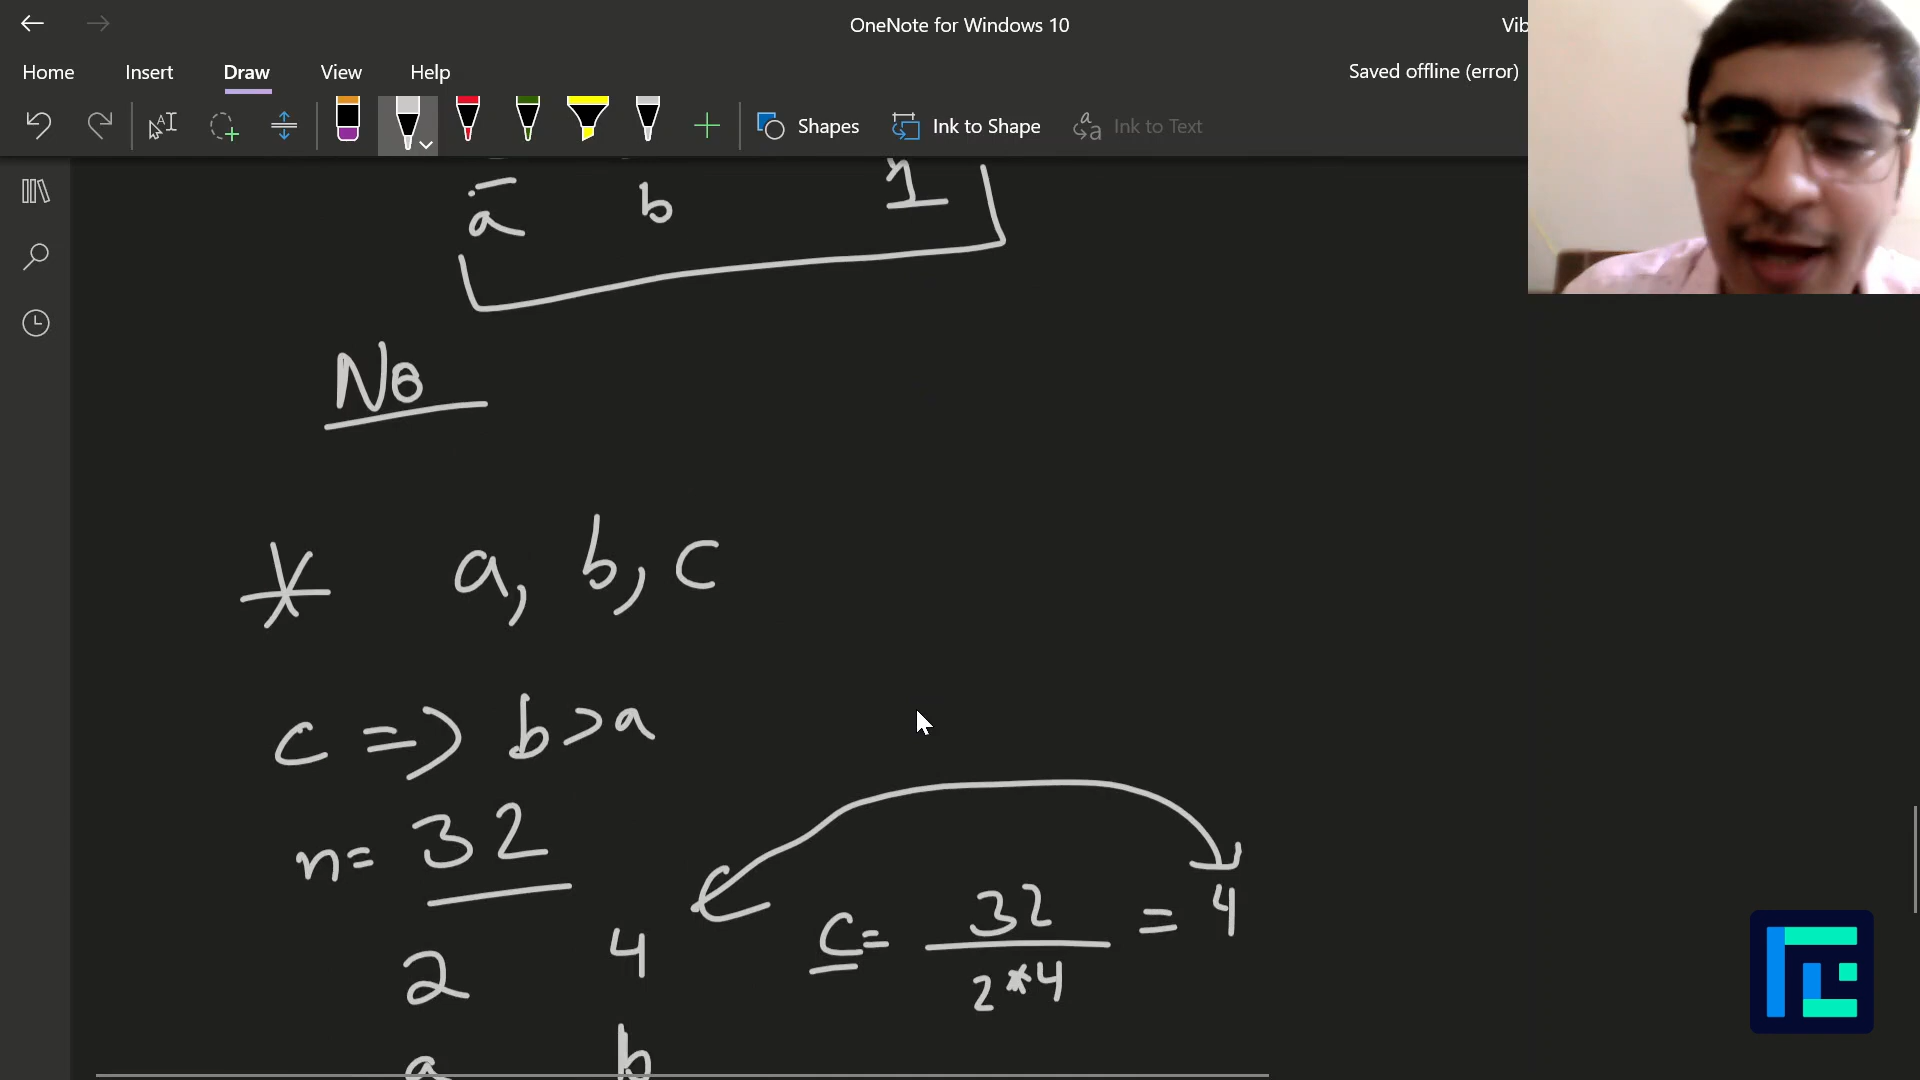 OneNote for Windows 10
Vib
Home Insert Draw View Help
Saved offline (error)
Shapes Ink to Shape Ink to Text
a b 1
No
* a, b, c
c => b>a
n= 32
2 4 c c= 32 / 2*4 = 4
a b